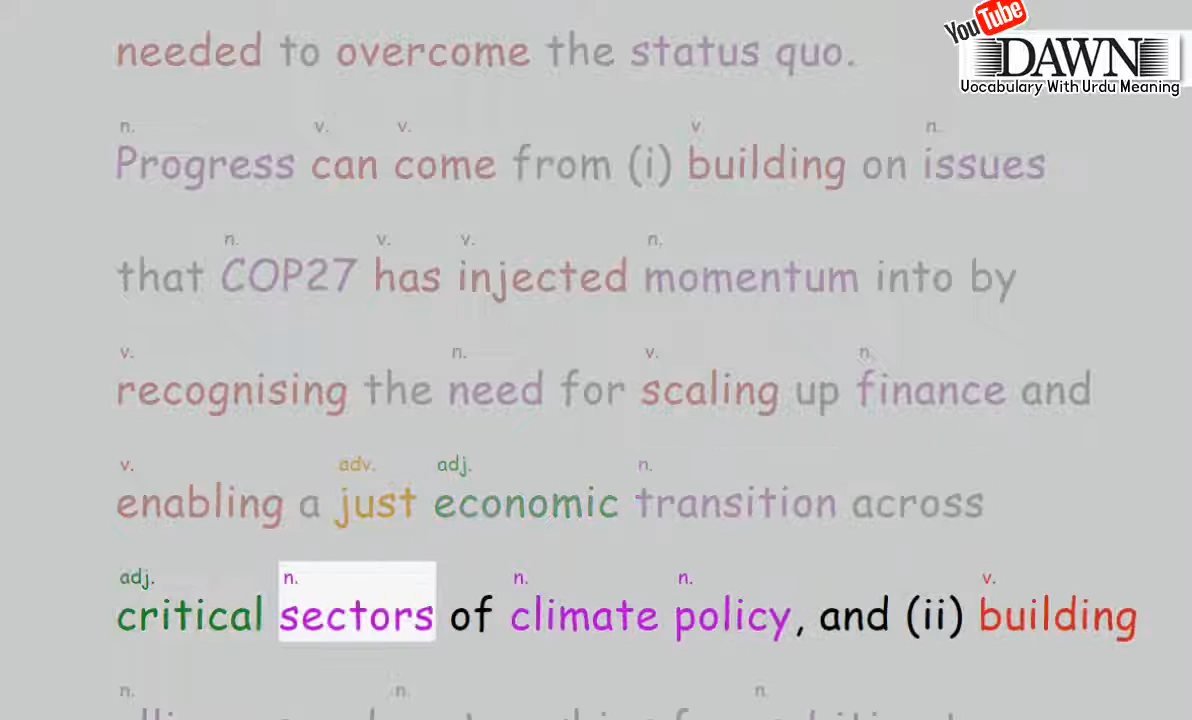 YouTube
DAWN
Vocabulary With Urdu Meaning
needed to overcome the status quo.
n. v. v. v. n.
Progress can come from (i) building on issues
n. v. v. n.
that COP27 has injected momentum into by
v. n. v. n.
recognising the need for scaling up finance and
v. adv. adj. n.
enabling a just economic transition across
adj. n. n. n. v.
critical sectors of climate policy, and (ii) building
n. n. n.